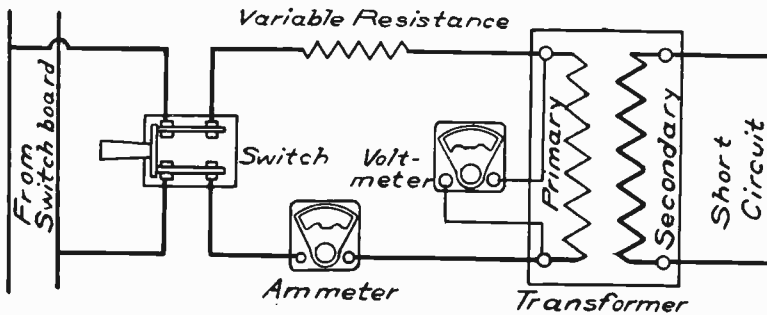 Variable Resistance
From
Switch board
Switch
Volt-
meter
Primary
Secondary
Short
Circuit
Ammeter
Transformer